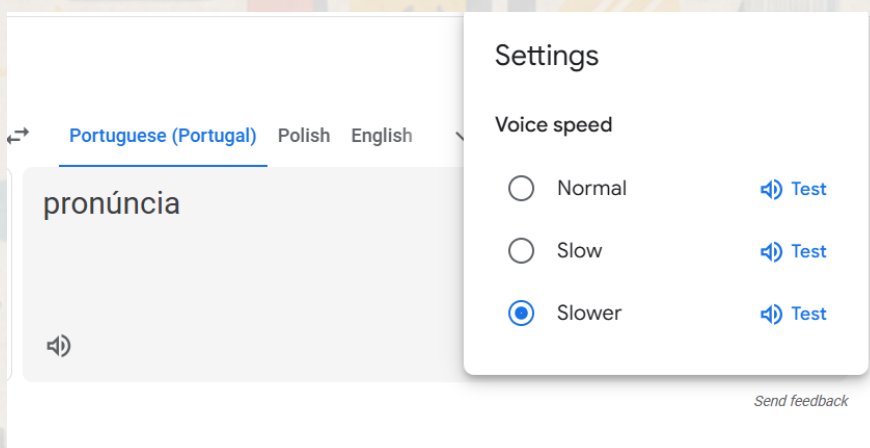 Settings
Voice speed
Portuguese (Portugal) Polish English
pronúncia
Normal Test
Slow Test
Slower Test
Send feedback